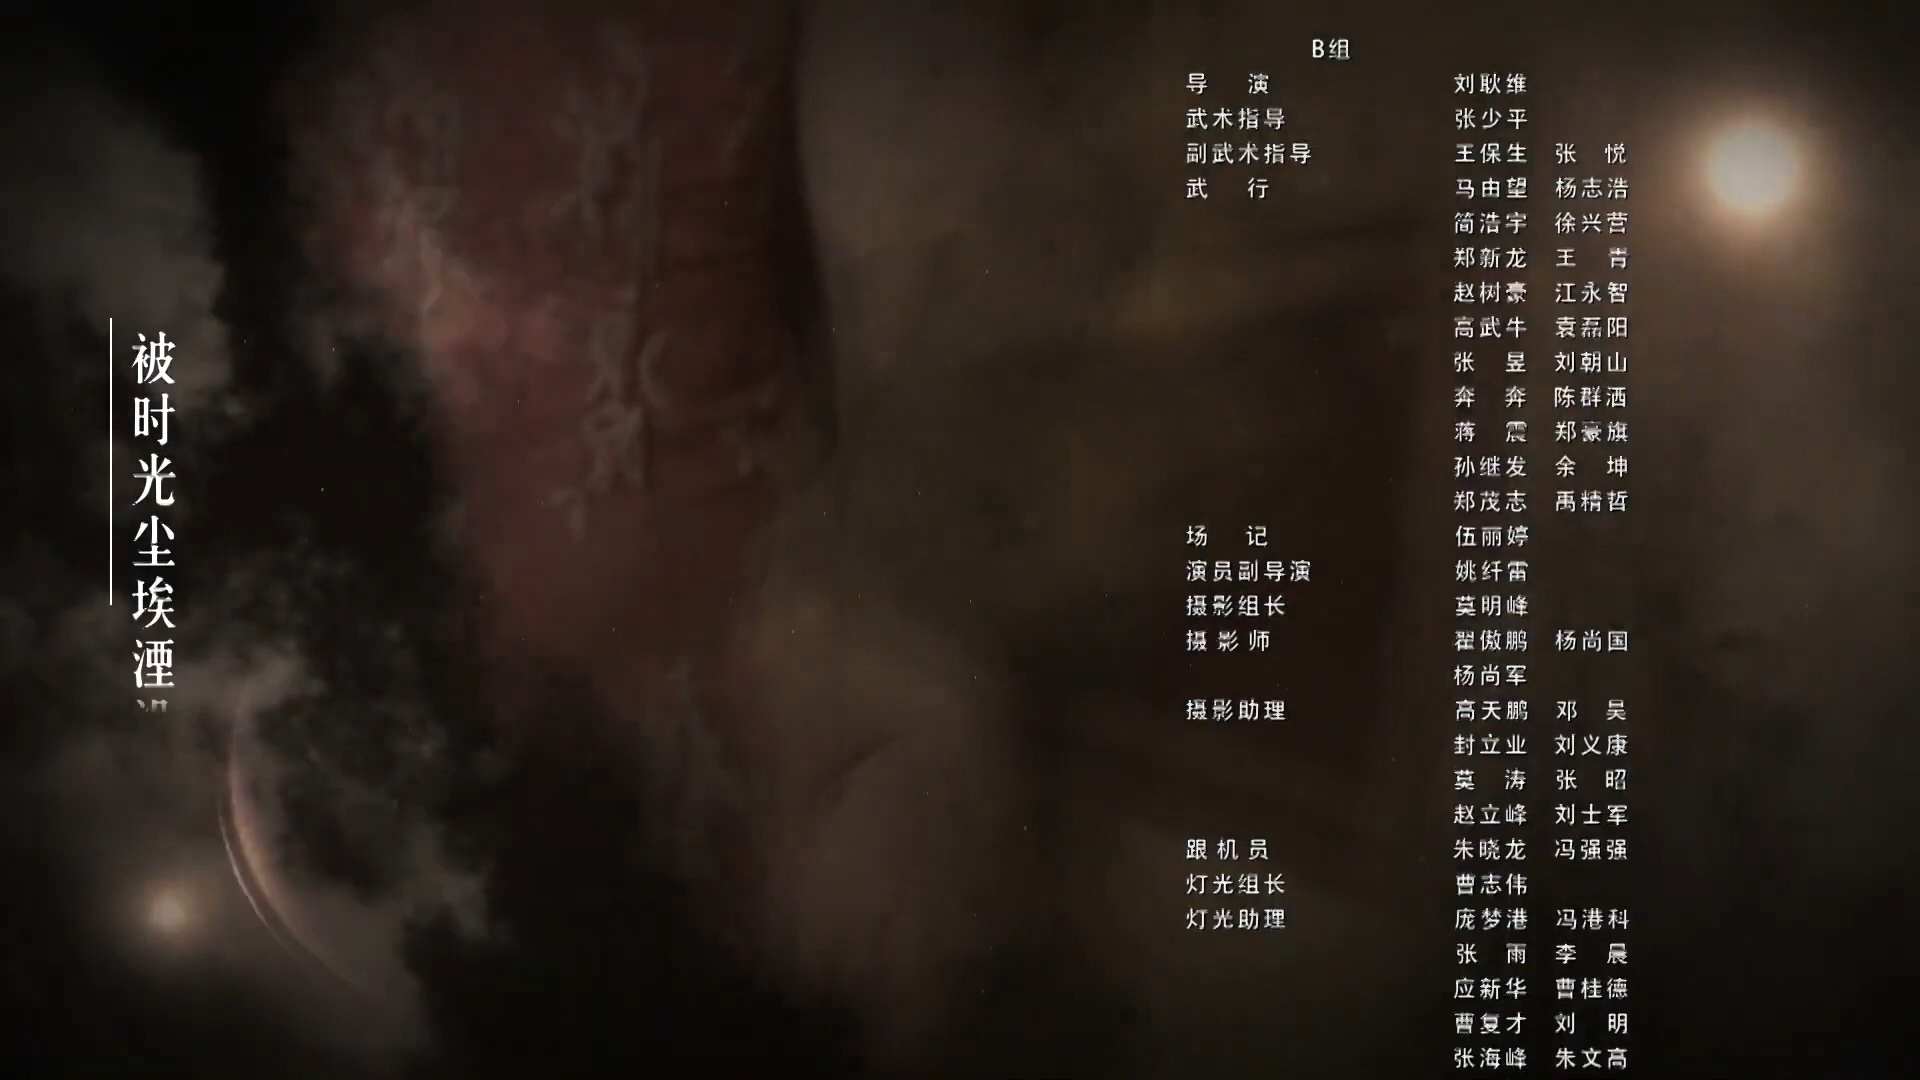 被时光尘埃湮
B组
导演 刘耿维
武术指导 张少平
副武术指导 王保生 张悦
武行 马由望 杨志浩
简浩宇 徐兴营
郑新龙 王青
赵树豪 江永智
高武牛 袁磊阳
张昱 刘朝山
奔奔 陈群洒
蒋震 郑豪旗
孙继发 余坤
郑茂志 禹精哲
场记 伍丽婷
演员副导演 姚纤雷
摄影组长 莫明峰
摄影师 翟傲鹏 杨尚国
杨尚军
摄影助理 高天鹏 邓吴
封立业 刘义康
莫涛 张昭
赵立峰 刘士军
跟机员 朱晓龙 冯强强
灯光组长 曹志伟
灯光助理 庞梦港 冯港科
张雨 李晨
应新华 曹桂德
曹复才 刘明
张海峰 朱文高